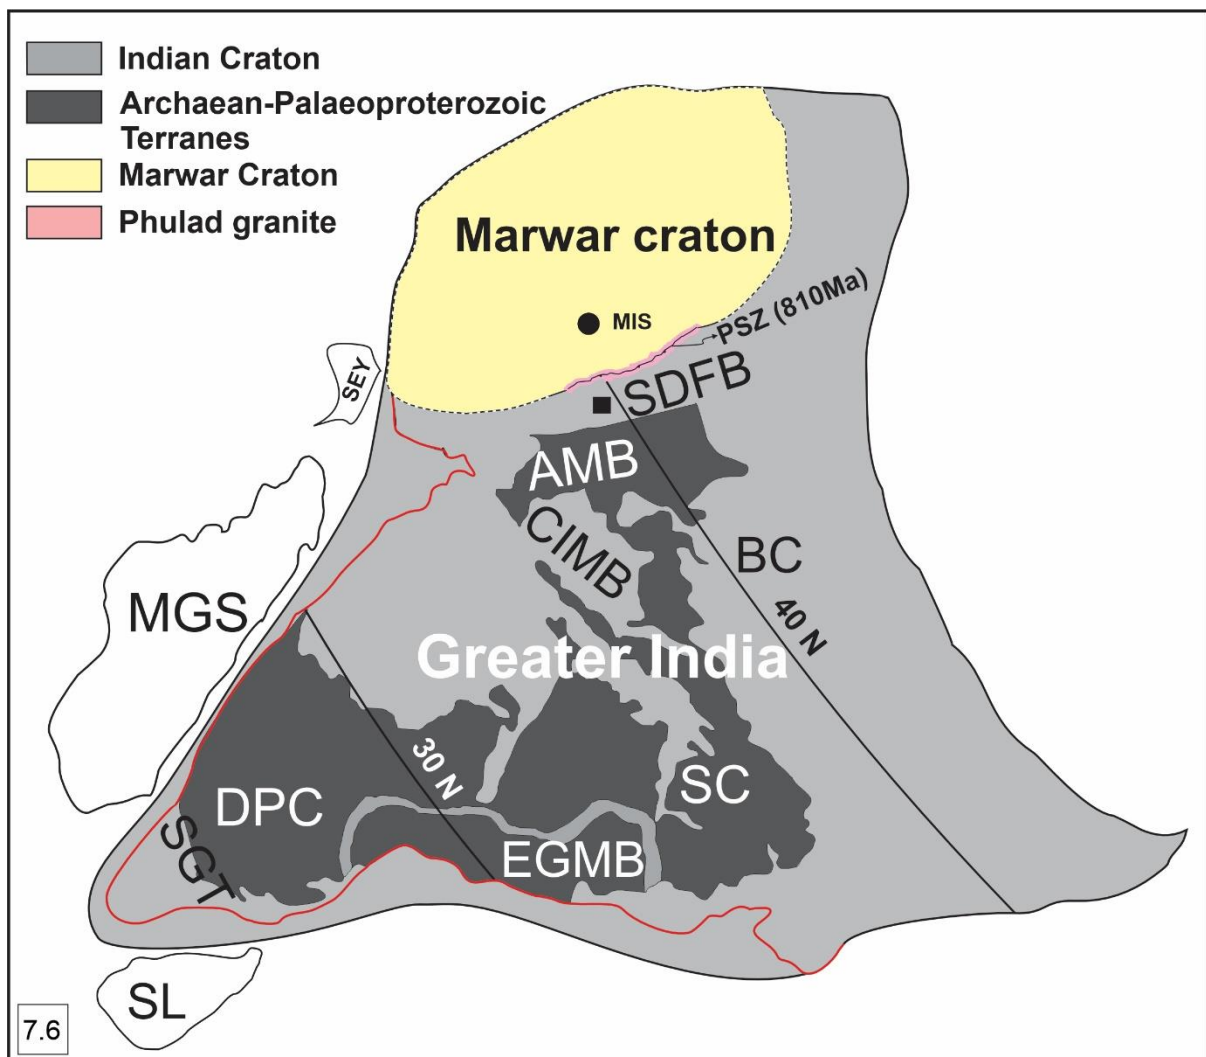 Indian Craton
Archaean-Palaeoproterozoic
Terranes
Marwar Craton
Phulad granite
Marwar craton
MIS
PSZ (810Ma)
SEY
SDFB
AMB
CIMB
BC
MGS
40 N
Greater India
30 N
SC
DPC
SGT
EGMB
SL
7.6